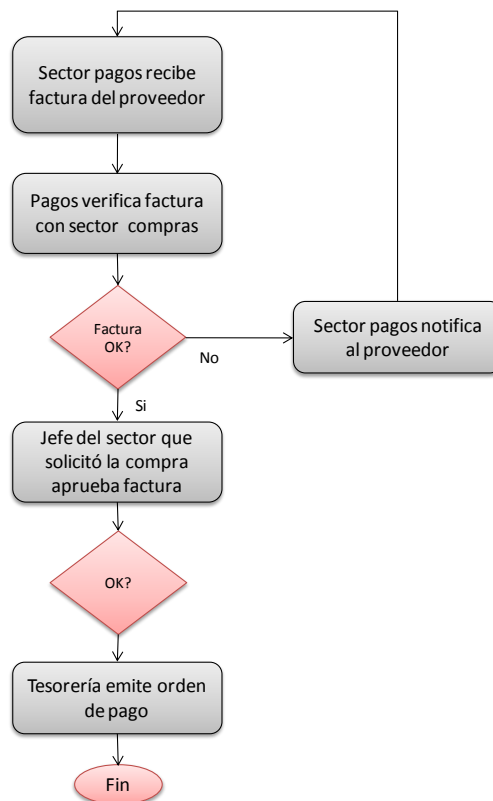 Sector pagos recibe
factura del proveedor
Pagos verifica factura
con sector compras
Factura
OK?
No
Sector pagos notifica
al proveedor
Si
Jefe del sector que
solicitó la compra
aprueba factura
OK?
Tesorería emite orden
de pago
Fin